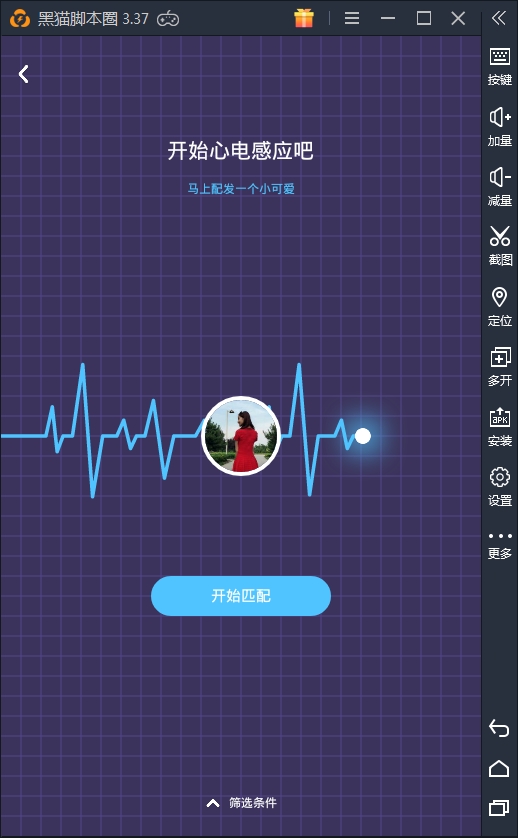 黑猫脚本圈 3.37
开始心电感应吧
马上配发一个小可爱
开始匹配
筛选条件
按键
加量
减量
截图
定位
多开
apk
安装
设置
更多